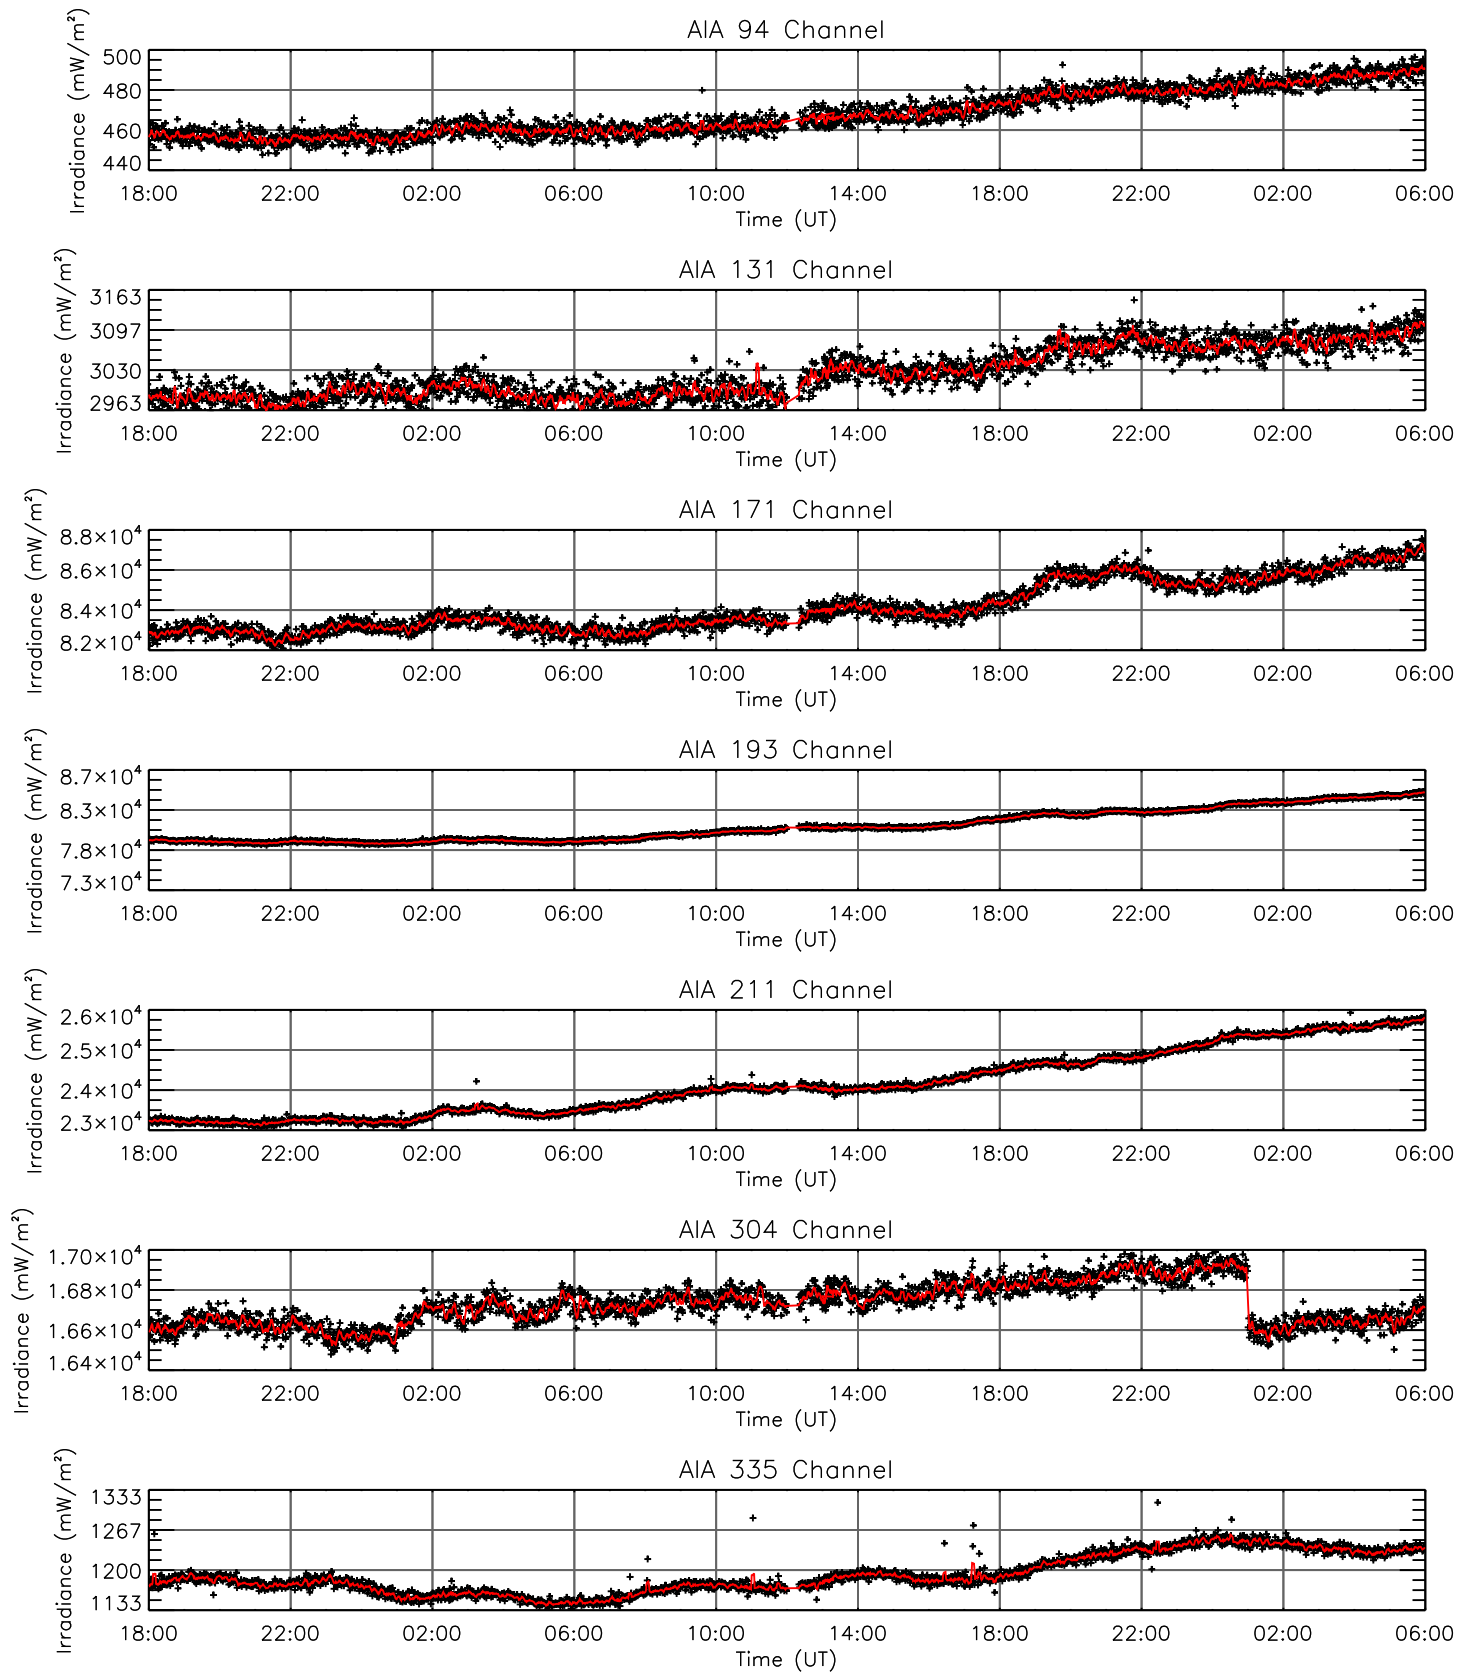 AIA 94 Channel
Irradiance (mW/m²)
500
480
460
440
18:00 22:00 02:00 06:00 10:00 14:00 18:00 22:00 02:00 06:00
Time (UT)
AIA 131 Channel
Irradiance (mW/m²)
3163
3097
3030
2963
18:00 22:00 02:00 06:00 10:00 14:00 18:00 22:00 02:00 06:00
Time (UT)
AIA 171 Channel
Irradiance (mW/m²)
8.8×10⁴
8.6×10⁴
8.4×10⁴
8.2×10⁴
18:00 22:00 02:00 06:00 10:00 14:00 18:00 22:00 02:00 06:00
Time (UT)
AIA 193 Channel
Irradiance (mW/m²)
8.7×10⁴
8.3×10⁴
7.8×10⁴
7.3×10⁴
18:00 22:00 02:00 06:00 10:00 14:00 18:00 22:00 02:00 06:00
Time (UT)
AIA 211 Channel
Irradiance (mW/m²)
2.6×10⁴
2.5×10⁴
2.4×10⁴
2.3×10⁴
18:00 22:00 02:00 06:00 10:00 14:00 18:00 22:00 02:00 06:00
Time (UT)
AIA 304 Channel
Irradiance (mW/m²)
1.70×10⁴
1.68×10⁴
1.66×10⁴
1.64×10⁴
18:00 22:00 02:00 06:00 10:00 14:00 18:00 22:00 02:00 06:00
Time (UT)
AIA 335 Channel
Irradiance (mW/m²)
1333
1267
1200
1133
18:00 22:00 02:00 06:00 10:00 14:00 18:00 22:00 02:00 06:00
Time (UT)